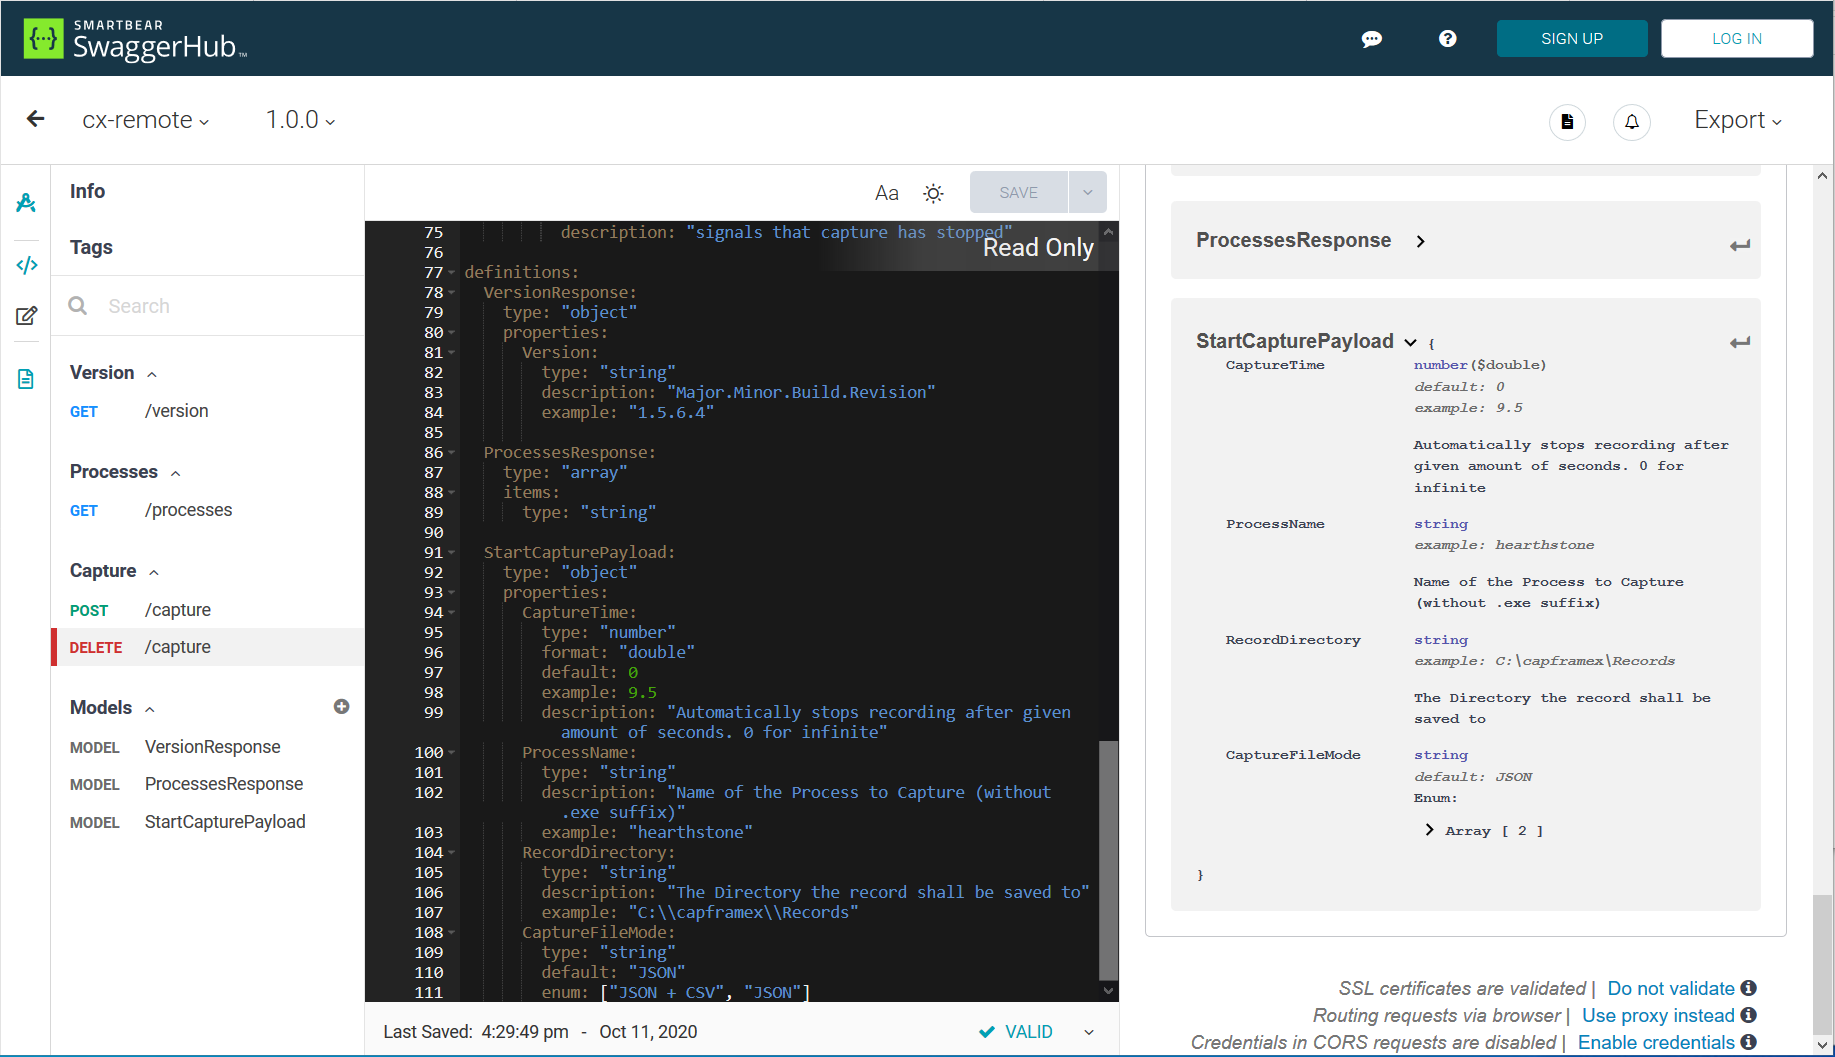 SMARTBEAR
SwaggerHub™
SIGN UP
LOG IN
cx-remote
1.0.0
Export
Info
Tags
Search
Version
GET /version
Processes
GET /processes
Capture
POST /capture
DELETE /capture
Models
MODEL VersionResponse
MODEL ProcessesResponse
MODEL StartCapturePayload
Aa
SAVE
Read Only
75 description: "signals that capture has stopped"
76
77 definitions:
78 VersionResponse:
79 type: "object"
80 properties:
81 Version:
82 type: "string"
83 description: "Major.Minor.Build.Revision"
84 example: "1.5.6.4"
85
86 ProcessesResponse:
87 type: "array"
88 items:
89 type: "string"
90
91 StartCapturePayload:
92 type: "object"
93 properties:
94 CaptureTime:
95 type: "number"
96 format: "double"
97 default: 0
98 example: 9.5
99 description: "Automatically stops recording after given
amount of seconds. 0 for infinite"
100 ProcessName:
101 type: "string"
102 description: "Name of the Process to Capture (without
.exe suffix)"
103 example: "hearthstone"
104 RecordDirectory:
105 type: "string"
106 description: "The Directory the record shall be saved to"
107 example: "C:\\capframex\\Records"
108 CaptureFileMode:
109 type: "string"
110 default: "JSON"
111 enum: ["JSON + CSV", "JSON"]
Last Saved: 4:29:49 pm - Oct 11, 2020
VALID
ProcessesResponse
StartCapturePayload {
CaptureTime number($double)
default: 0
example: 9.5
Automatically stops recording after
given amount of seconds. 0 for
infinite
ProcessName string
example: hearthstone
Name of the Process to Capture
(without .exe suffix)
RecordDirectory string
example: C:\capframex\Records
The Directory the record shall be
saved to
CaptureFileMode string
default: JSON
Enum:
Array [ 2 ]
}
SSL certificates are validated | Do not validate
Routing requests via browser | Use proxy instead
Credentials in CORS requests are disabled | Enable credentials